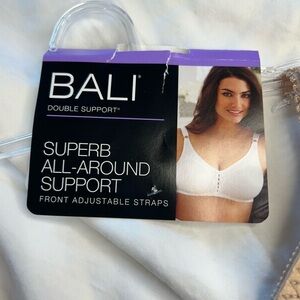 BALI®
DOUBLE SUPPORT®
SUPERB
ALL-AROUND
SUPPORT
FRONT ADJUSTABLE STRAPS